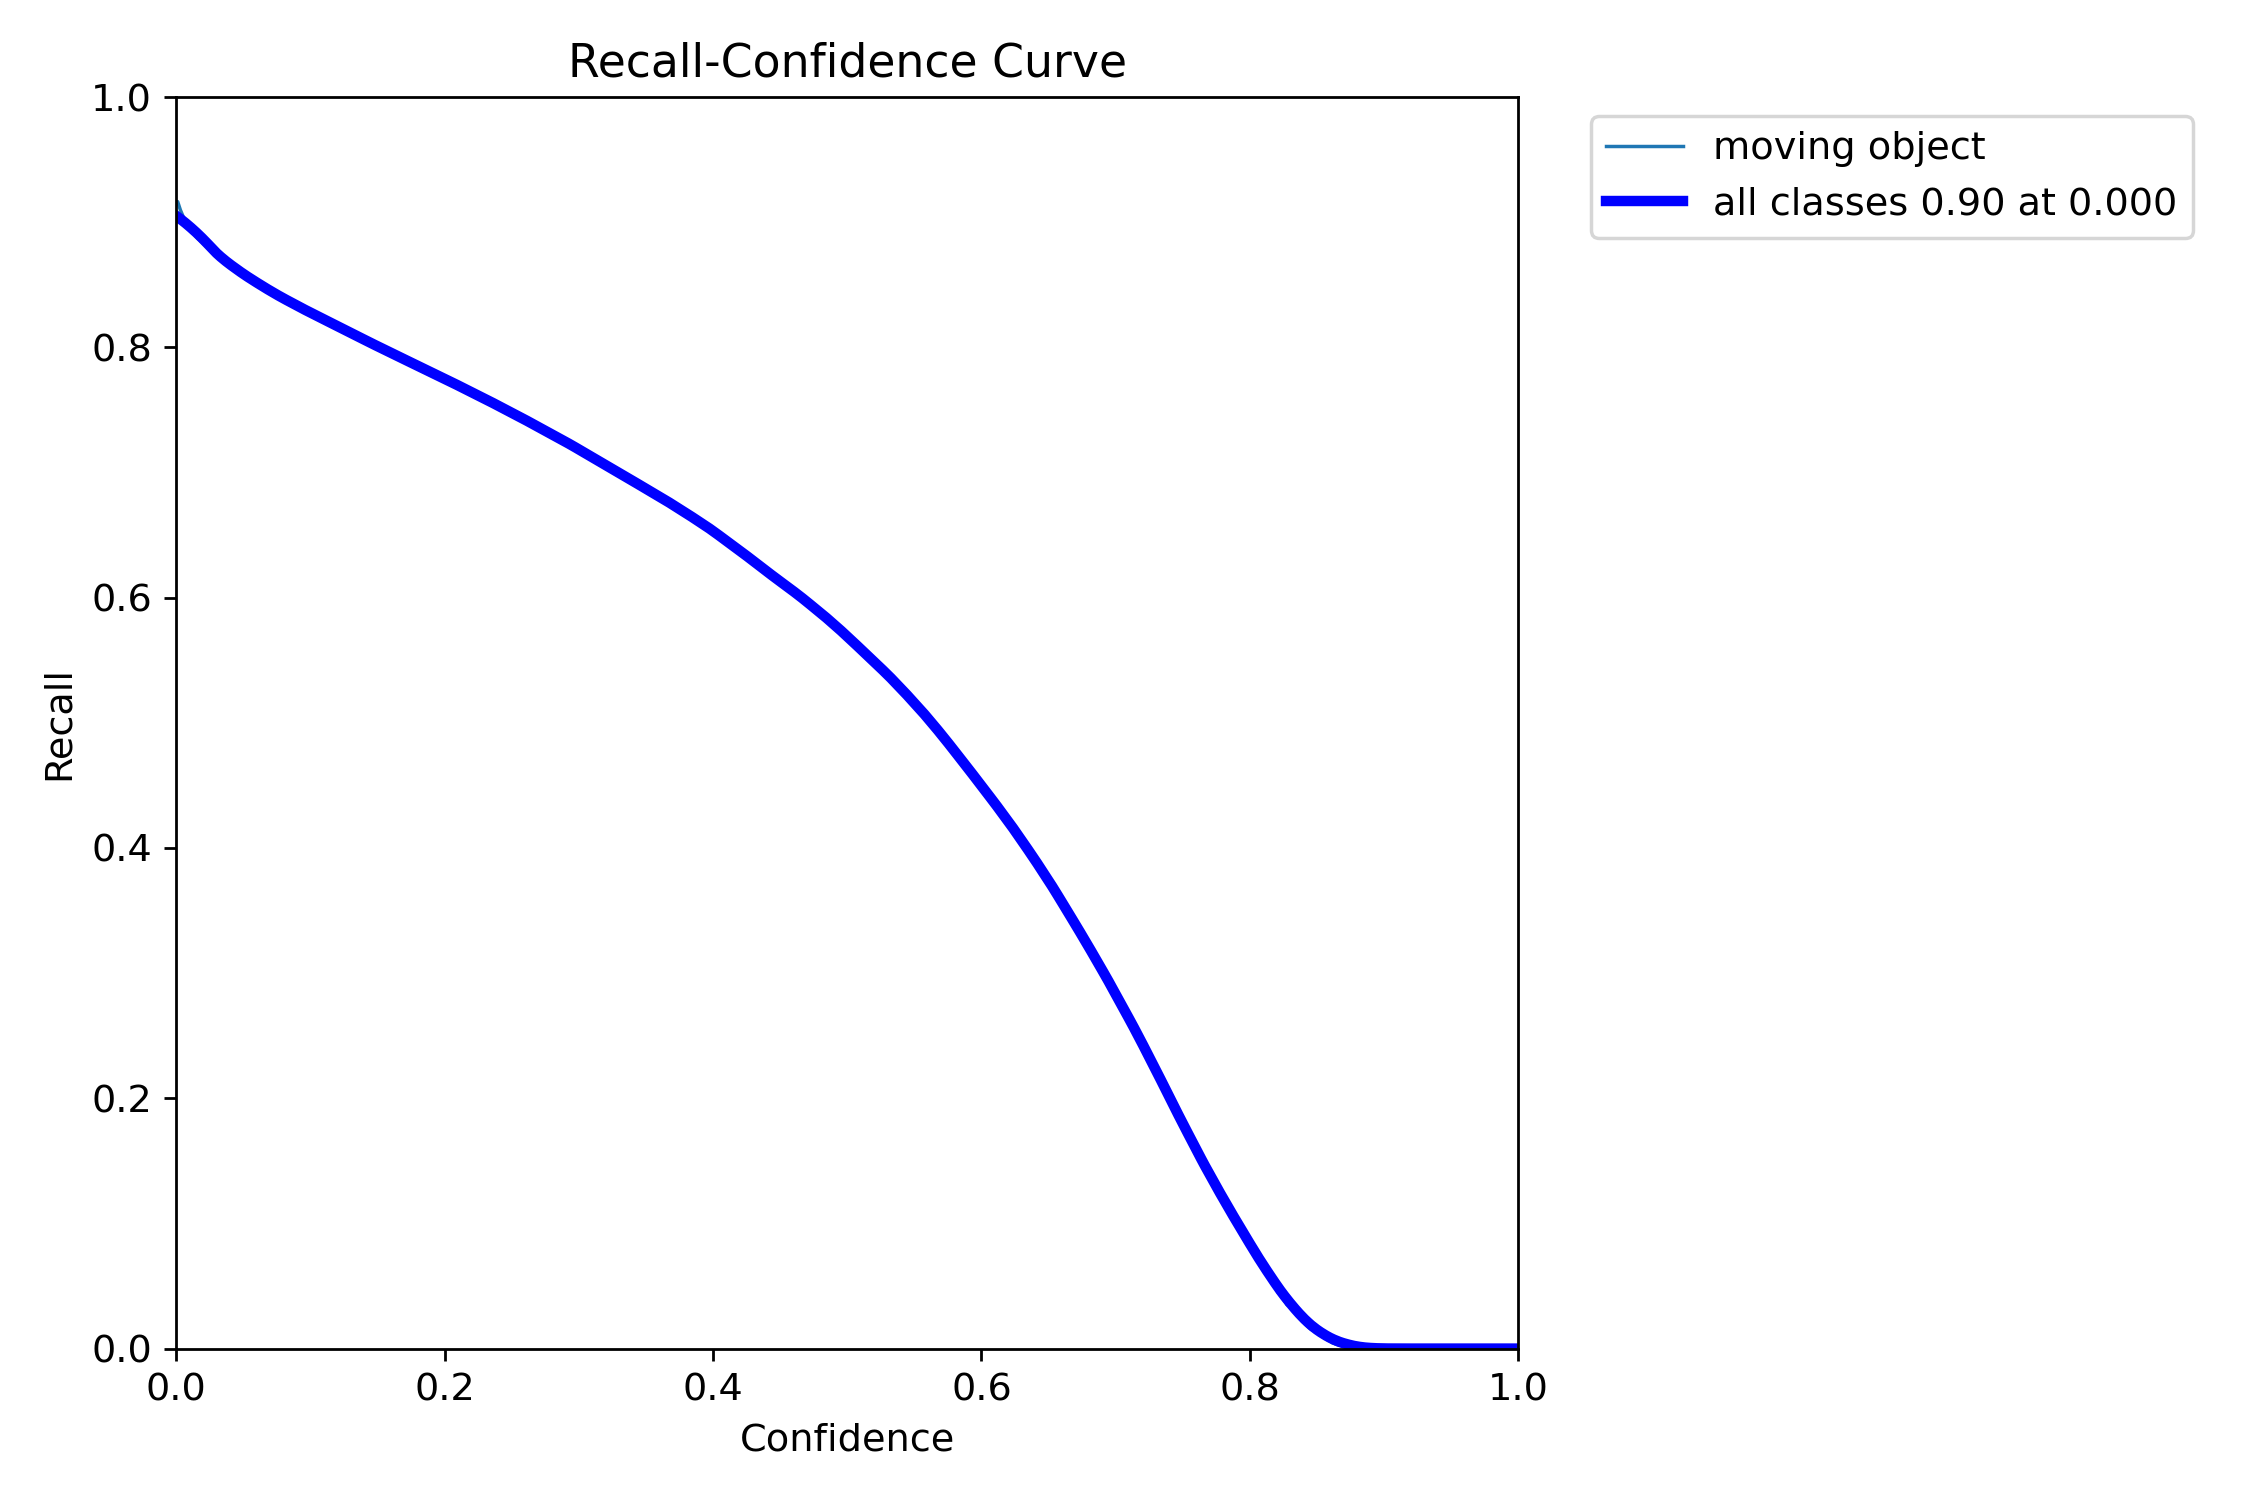 Recall-Confidence Curve
moving object
all classes 0.90 at 0.000
1.0
0.8
0.6
0.4
0.2
0.0
Recall
0.0 0.2 0.4 0.6 0.8 1.0
Confidence